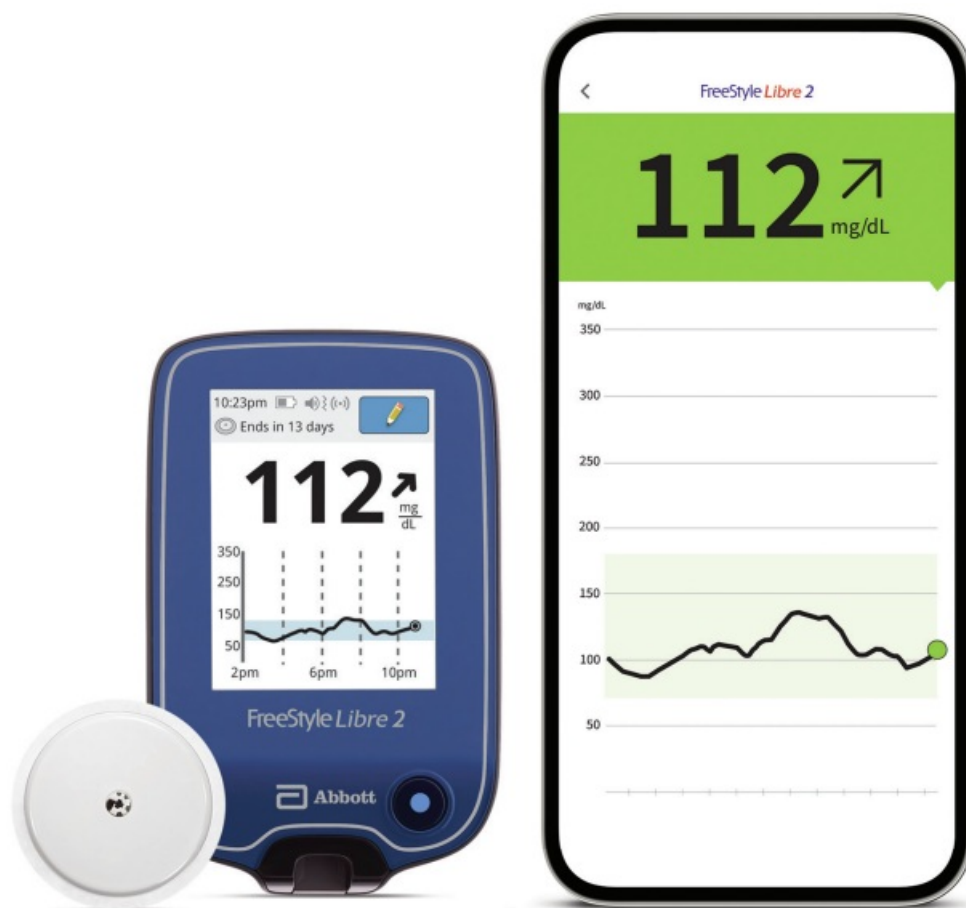 10:23pm
Ends in 13 days
112
mg
dL
350
250
150
50
2pm 6pm 10pm
FreeStyle Libre 2
Abbott
FreeStyle Libre 2
112
mg/dL
mg/dL
350
300
250
200
150
100
50